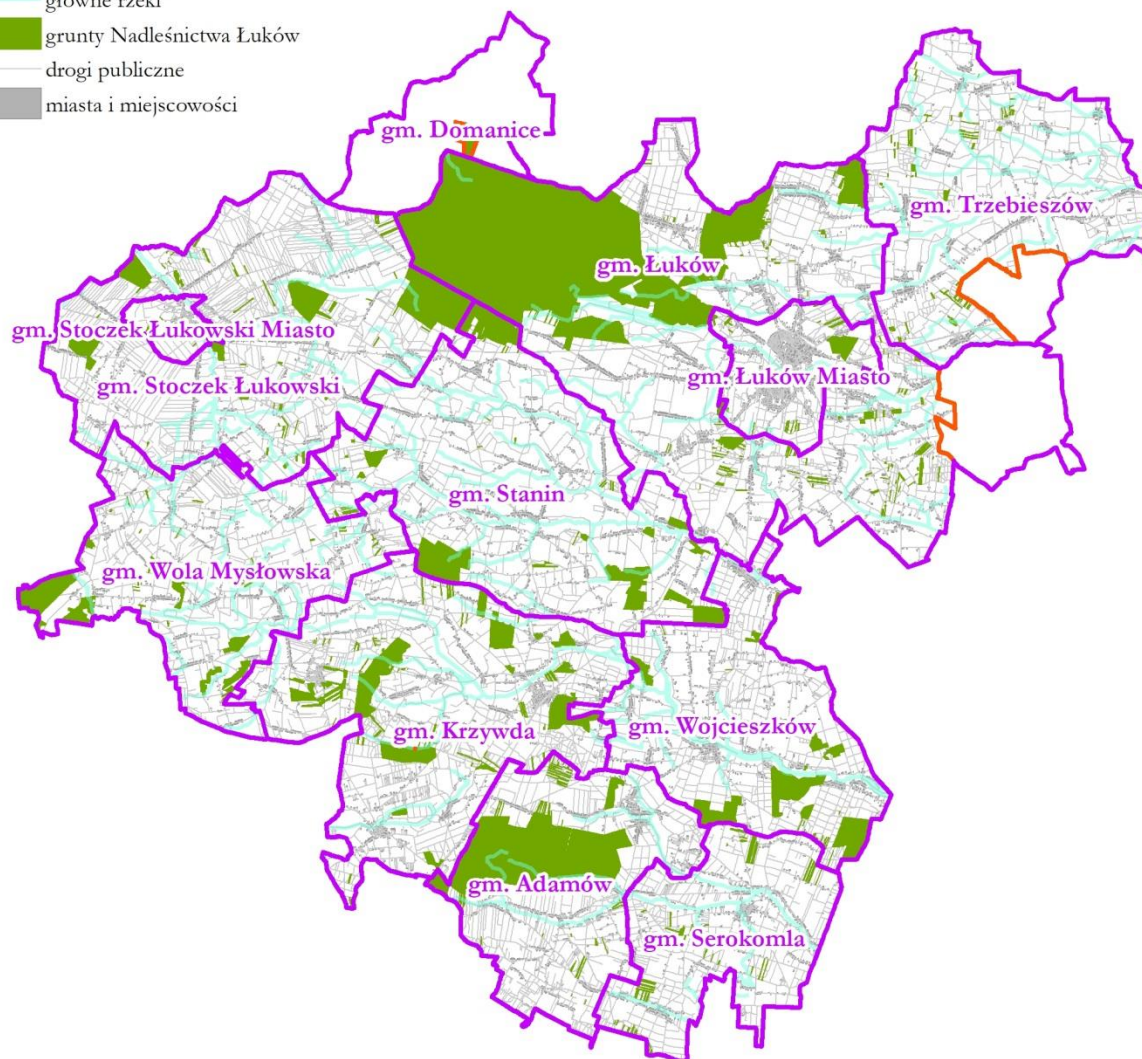 główne rzeki
grunty Nadleśnictwa Łuków
drogi publiczne
miasta i miejscowości
gm. Domanice
gm. Trzebieszów
gm. Łuków
gm. Stoczek Łukowski Miasto
gm. Stoczek Łukowski
gm. Łuków Miasto
gm. Stanin
gm. Wola Mysłowska
gm. Krzywda
gm. Wojcieszków
gm. Adamów
gm. Serokomla